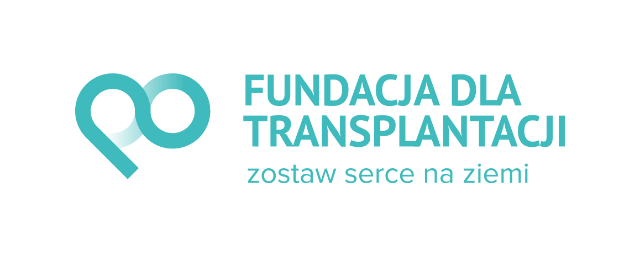 FUNDACJA DLA
TRANSPLANTACJI
zostaw serce na ziemi